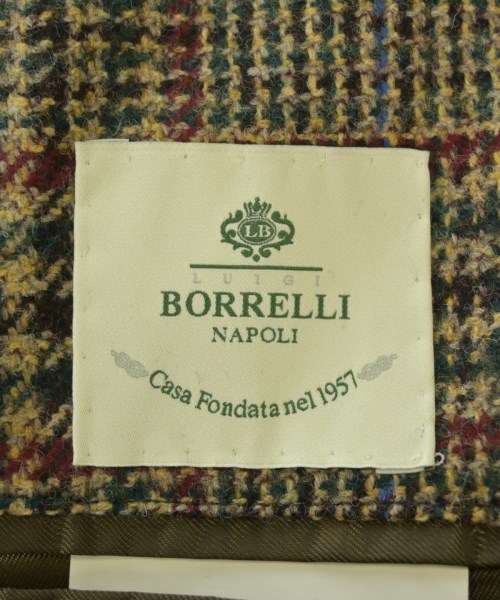 LB
LUIGI
BORRELLI
NAPOLI
Casa Fondata nel 1957